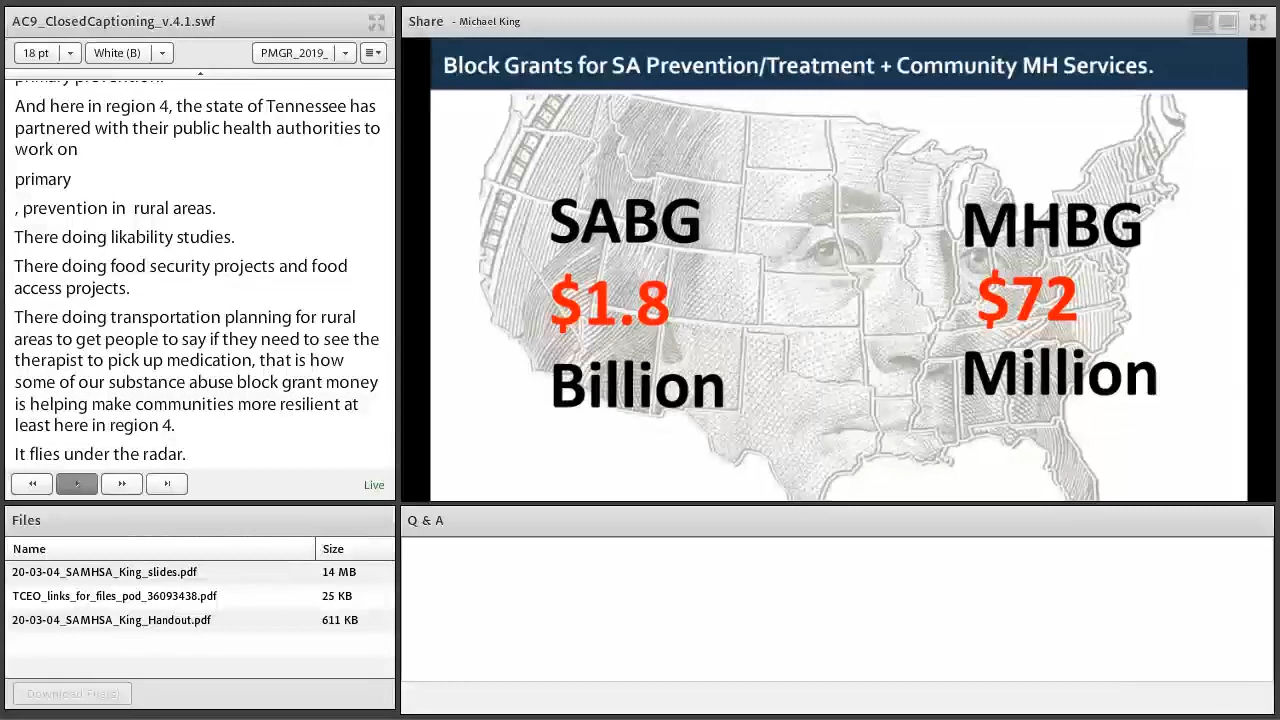 AC9_ClosedCaptioning_v.4.1.swf
18 pt
White (B)
PMGR_2019_
And here in region 4, the state of Tennessee has
partnered with their public health authorities to
work on
primary
, prevention in rural areas.
There doing likability studies.
There doing food security projects and food
access projects.
There doing transportation planning for rural
areas to get people to say if they need to see the
therapist to pick up medication, that is how
some of our substance abuse block grant money
is helping make communities more resilient at
least here in region 4.
It flies under the radar.
Live
Share - Michael King
Block Grants for SA Prevention/Treatment + Community MH Services.
SABG
$1.8
Billion
MHBG
$72
Million
Files
Name Size
20-03-04_SAMHSA_King_slides.pdf 14 MB
TCEO_links_for_files_pod_36093438.pdf 25 KB
20-03-04_SAMHSA_King_Handout.pdf 611 KB
Download File(s)
Q & A